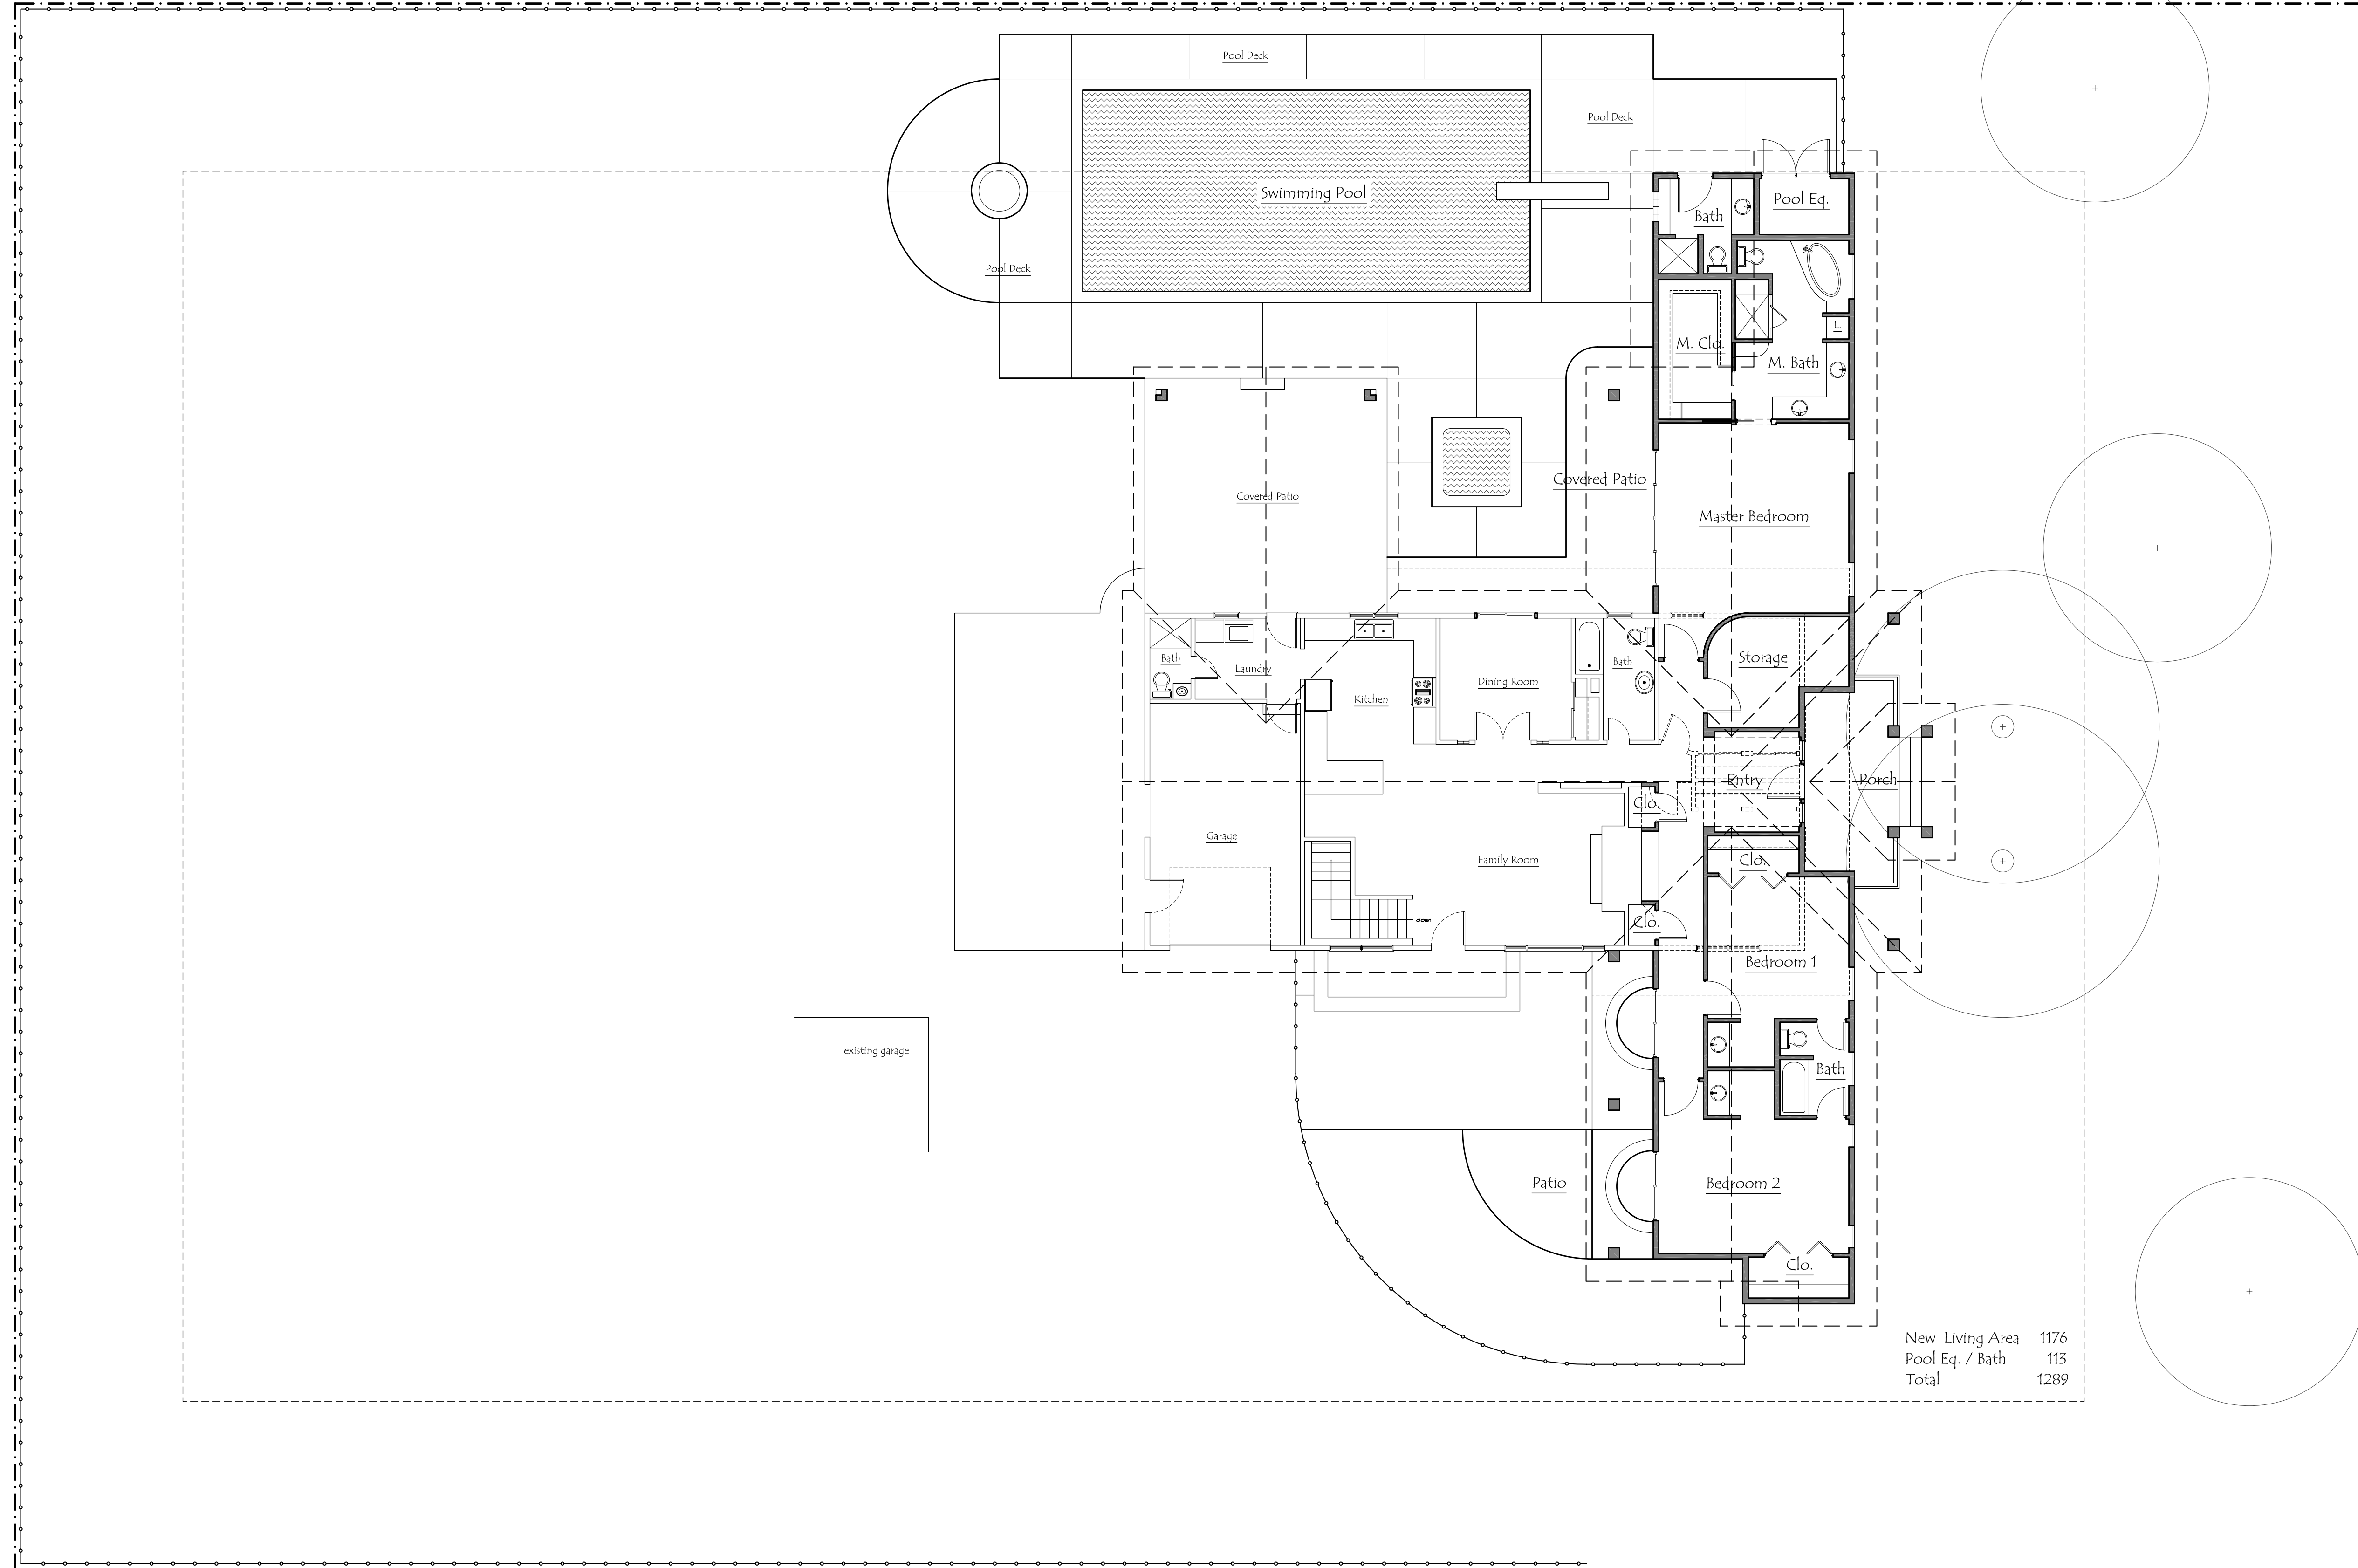 Pool Deck
Pool Deck
Swimming Pool
Pool Eq.
Bath
Pool Deck
L.
M. Clo.
M. Bath
Covered Patio
Covered Patio
Master Bedroom
Bath
Laundry
Kitchen
Dining Room
Bath
Storage
Entry
Porch
Clo.
Garage
Family Room
Clo.
down
Clo.
Bedroom 1
existing garage
Bath
Patio
Bedroom 2
Clo.
New Living Area 1176
Pool Eq. / Bath 113
Total 1289